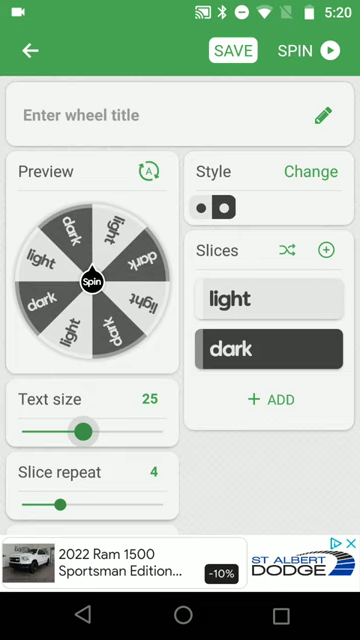 5:20
SAVE
SPIN
Enter wheel title
Preview
A
Style
Change
Slices
light
dark
ADD
dark
light
dark
light
dark
light
dark
light
Spin
Text size
25
Slice repeat
4
2022 Ram 1500
Sportsman Edition...
-10%
ST ALBERT
DODGE